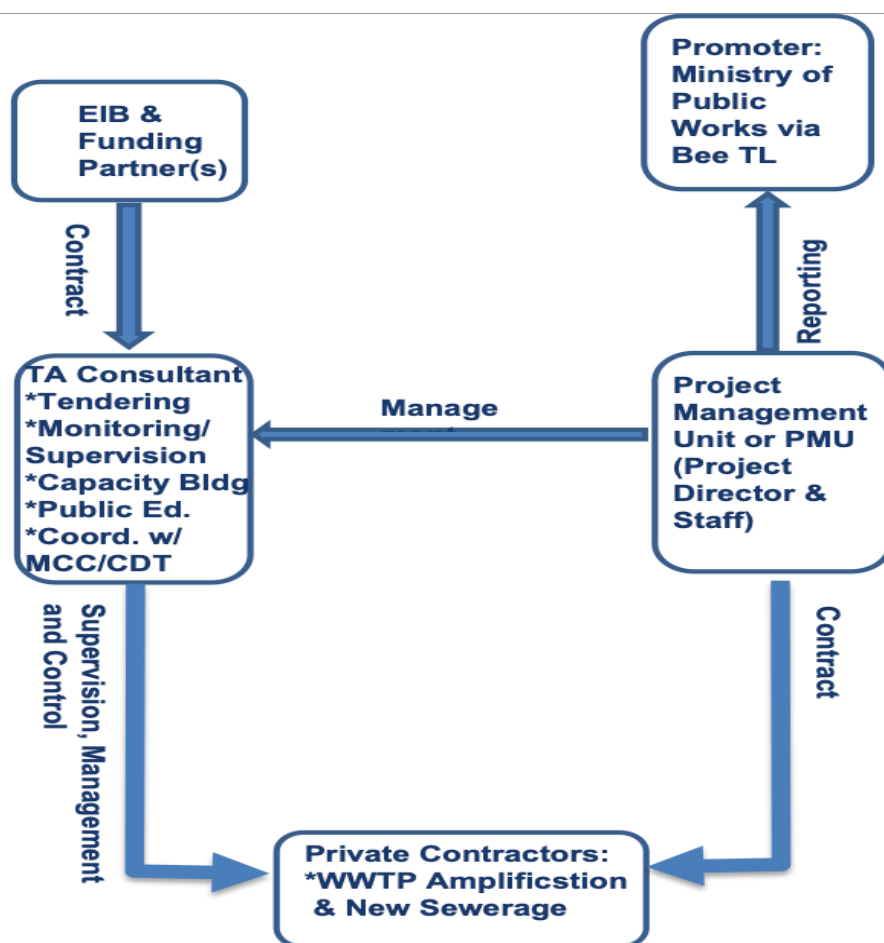 EIB &
Funding
Partner(s)
Promoter:
Ministry of
Public
Works via
Bee TL
Contract
Reporting
TA Consultant
*Tendering
*Monitoring/
Supervision
*Capacity Bldg
*Public Ed.
*Coord. w/
MCC/CDT
Manage
Project
Management
Unit or PMU
(Project
Director &
Staff)
Supervision, Management
and Control
Contract
Private Contractors:
*WWTP Amplificstion
& New Sewerage